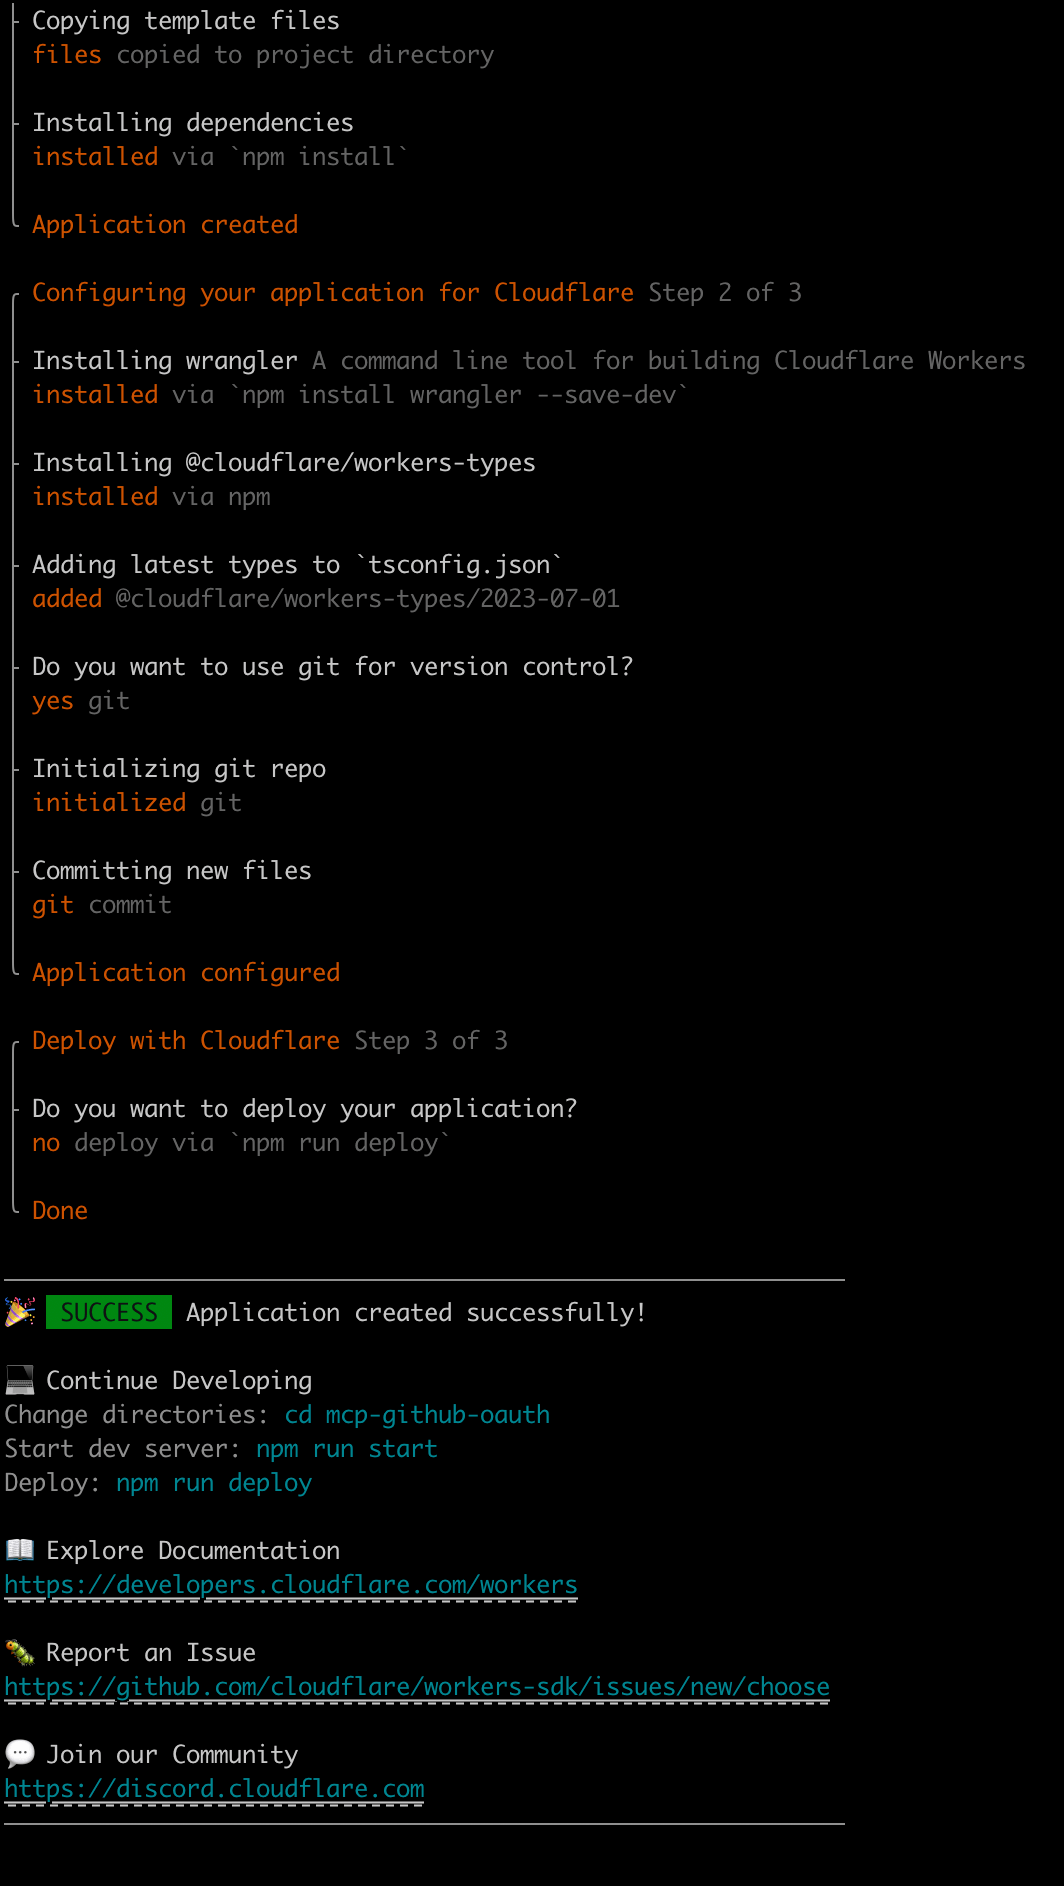 Copying template files
files copied to project directory
Installing dependencies
installed via `npm install`
Application created
Configuring your application for Cloudflare Step 2 of 3
Installing wrangler A command line tool for building Cloudflare Workers
installed via `npm install wrangler --save-dev`
Installing @cloudflare/workers-types
installed via npm
Adding latest types to `tsconfig.json`
added @cloudflare/workers-types/2023-07-01
Do you want to use git for version control?
yes git
Initializing git repo
initialized git
Committing new files
git commit
Application configured
Deploy with Cloudflare Step 3 of 3
Do you want to deploy your application?
no deploy via `npm run deploy`
Done
🎉 SUCCESS Application created successfully!
💻 Continue Developing
Change directories: cd mcp-github-oauth
Start dev server: npm run start
Deploy: npm run deploy
📖 Explore Documentation
https://developers.cloudflare.com/workers
🐛 Report an Issue
https://github.com/cloudflare/workers-sdk/issues/new/choose
💬 Join our Community
https://discord.cloudflare.com